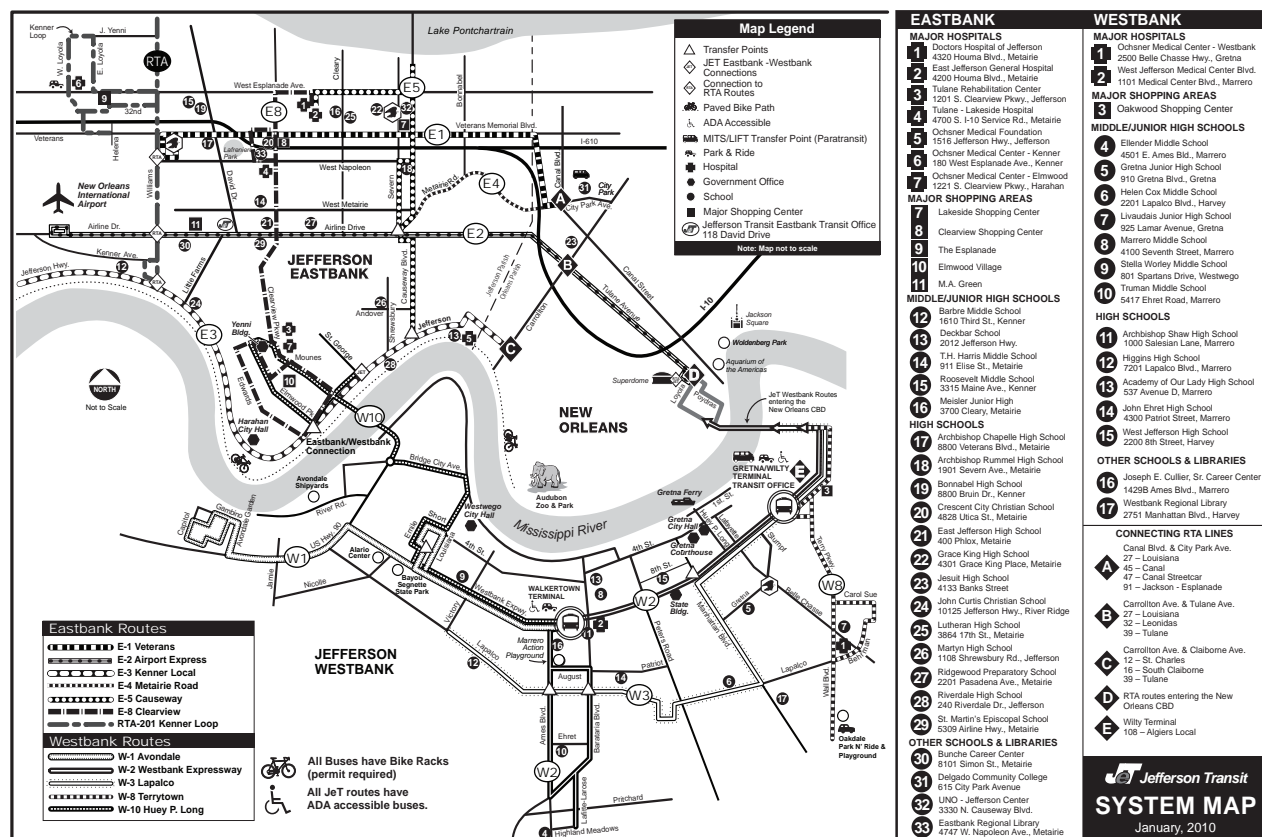 Kenner
Loop
J. Yenni
W. Loyola
E. Loyola
RTA
32nd
Veterans
Helena
Williams
Lake Pontchartrain
West Esplanade Ave.
Cleary
Bonnabel
E8
E5
E1
Veterans Memorial Blvd.
I-610
Lafreniere
Park
West Napoleon
Severn
Metairie Rd.
E4
Canal Blvd.
City
Park
City Park Ave.
A
David Dr.
West Metairie
New Orleans
International
Airport
Airline Dr.
Airline Drive
E2
Kenner Ave.
Jefferson Hwy.
Little Farms
JEFFERSON
EASTBANK
Clearview Pkwy
Causeway Blvd.
Jefferson Parish
Orleans Parish
B
Canal Street
Tulane Avenue
Carrollton
I-10
Andover
Shrewsbury
Jefferson
C
E3
Yenni
Bldg.
Mounes
St. George
Edwards
Elmwood Pk
Harahan
City Hall
W10
Eastbank/Westbank
Connection
Jackson
Square
Woldenberg Park
Aquarium of
the Americas
Superdome
D
Loyola
Poydras
JeT Westbank Routes
entering the
New Orleans CBD
NORTH
Not to Scale
NEW
ORLEANS
Bridge City Ave.
Avondale
Shipyards
River Rd.
Audubon
Zoo & Park
GRETNA/WILTY
TERMINAL
TRANSIT OFFICE
E
Gretna Ferry
1st. St.
Huey P. Long
Lafayette
Gretna
City Hall
Gretna
Courthouse
Mississippi River
Capitol
Gambino
Avondale Garden
W1
US Hwy. 90
Jamie
Nicolle
Alario
Center
Bayou
Segnette
State Park
Emile
Short
Louisiana
Westwego
City Hall
4th St.
4th St.
8th St.
Westbank Expwy
WALKERTOWN
TERMINAL
W2
State
Bldg.
Stumpf
Terry Pkwy
W8
Carol Sue
Gretna
Belle Chasse
Behrman
Manhattan Blvd.
Peters Road
Victory
Lapalco
Marrero
Action
Playground
August
Patriot
W3
Lapalco
Wall Blvd.
JEFFERSON
WESTBANK
Ames Blvd.
Barataria Blvd.
Ehret
W2
Lafitte-Larose
Pritchard
Highland Meadows
Oakdale
Park N' Ride &
Playground
Map Legend
Transfer Points
JET Eastbank -Westbank
Connections
Connection to
RTA Routes
Paved Bike Path
ADA Accessible
MITS/LIFT Transfer Point (Paratransit)
Park & Ride
Hospital
Government Office
School
Major Shopping Center
Jefferson Transit Eastbank Transit Office
118 David Drive
Note: Map not to scale
Eastbank Routes
E-1 Veterans
E-2 Airport Express
E-3 Kenner Local
E-4 Metairie Road
E-5 Causeway
E-8 Clearview
RTA-201 Kenner Loop
Westbank Routes
W-1 Avondale
W-2 Westbank Expressway
W-3 Lapalco
W-8 Terrytown
W-10 Huey P. Long
All Buses have Bike Racks
(permit required)
All JeT routes have
ADA accessible buses.
EASTBANK
MAJOR HOSPITALS
1 Doctors Hospital of Jefferson
4320 Houma Blvd., Metairie
2 East Jefferson General Hospital
4200 Houma Blvd., Metairie
3 Tulane Rehabilitation Center
1201 S. Clearview Pkwy., Jefferson
4 Tulane - Lakeside Hospital
4700 S. I-10 Service Rd., Metairie
5 Ochsner Medical Foundation
1516 Jefferson Hwy., Jefferson
6 Ochsner Medical Center - Kenner
180 West Esplanade Ave., Kenner
7 Ochsner Medical Center - Elmwood
1221 S. Clearview Pkwy., Harahan
MAJOR SHOPPING AREAS
7 Lakeside Shopping Center
8 Clearview Shopping Center
9 The Esplanade
10 Elmwood Village
11 M.A. Green
MIDDLE/JUNIOR HIGH SCHOOLS
12 Barbre Middle School
1610 Third St., Kenner
13 Deckbar School
2012 Jefferson Hwy.
14 T.H. Harris Middle School
911 Elise St., Metairie
15 Roosevelt Middle School
3315 Maine Ave., Kenner
16 Meisler Junior High
3700 Cleary, Metairie
HIGH SCHOOLS
17 Archbishop Chapelle High School
8800 Veterans Blvd., Metairie
18 Archbishop Rummel High School
1901 Severn Ave., Metairie
19 Bonnabel High School
8800 Bruin Dr., Kenner
20 Crescent City Christian School
4828 Utica St., Metairie
21 East Jefferson High School
400 Phlox, Metairie
22 Grace King High School
4301 Grace King Place, Metairie
23 Jesuit High School
4133 Banks Street
24 John Curtis Christian School
10125 Jefferson Hwy., River Ridge
25 Lutheran High School
3864 17th St., Metairie
26 Martyn High School
1108 Shrewsbury Rd., Jefferson
27 Ridgewood Preparatory School
2201 Pasadena Ave., Metairie
28 Riverdale High School
240 Riverdale Dr., Jefferson
29 St. Martin's Episcopal School
5309 Airline Hwy., Metairie
OTHER SCHOOLS & LIBRARIES
30 Bunche Career Center
8101 Simon St., Metairie
31 Delgado Community College
615 City Park Avenue
32 UNO - Jefferson Center
3330 N. Causeway Blvd.
33 Eastbank Regional Library
4747 W. Napoleon Ave., Metairie
WESTBANK
MAJOR HOSPITALS
1 Ochsner Medical Center - Westbank
2500 Belle Chasse Hwy., Gretna
2 West Jefferson Medical Center Blvd.
1101 Medical Center Blvd., Marrero
MAJOR SHOPPING AREAS
3 Oakwood Shopping Center
MIDDLE/JUNIOR HIGH SCHOOLS
4 Ellender Middle School
4501 E. Ames Bld., Marrero
5 Gretna Junior High School
910 Gretna Blvd., Gretna
6 Helen Cox Middle School
2201 Lapalco Blvd., Harvey
7 Livaudais Junior High School
925 Lamar Avenue, Gretna
8 Marrero Middle School
4100 Seventh Street, Marrero
9 Stella Worley Middle School
801 Spartans Drive, Westwego
10 Truman Middle School
5417 Ehret Road, Marrero
HIGH SCHOOLS
11 Archbishop Shaw High School
1000 Salesian Lane, Marrero
12 Higgins High School
7201 Lapalco Blvd., Marrero
13 Academy of Our Lady High School
537 Avenue D, Marrero
14 John Ehret High School
4300 Patriot Street, Marrero
15 West Jefferson High School
2200 8th Street, Harvey
OTHER SCHOOLS & LIBRARIES
16 Joseph E. Cullier, Sr. Career Center
1429B Ames Blvd., Marrero
17 Westbank Regional Library
2751 Manhattan Blvd., Harvey
CONNECTING RTA LINES
A Canal Blvd. & City Park Ave.
27 – Louisiana
45 – Canal
47 – Canal Streetcar
91 – Jackson - Esplanade
B Carrollton Ave. & Tulane Ave.
27 – Louisiana
32 – Leonidas
39 – Tulane
C Carrollton Ave. & Claiborne Ave.
12 – St. Charles
16 – South Claiborne
39 – Tulane
D RTA routes entering the New
Orleans CBD
E Wilty Terminal
108 – Algiers Local
JeT Jefferson Transit
SYSTEM MAP
January, 2010